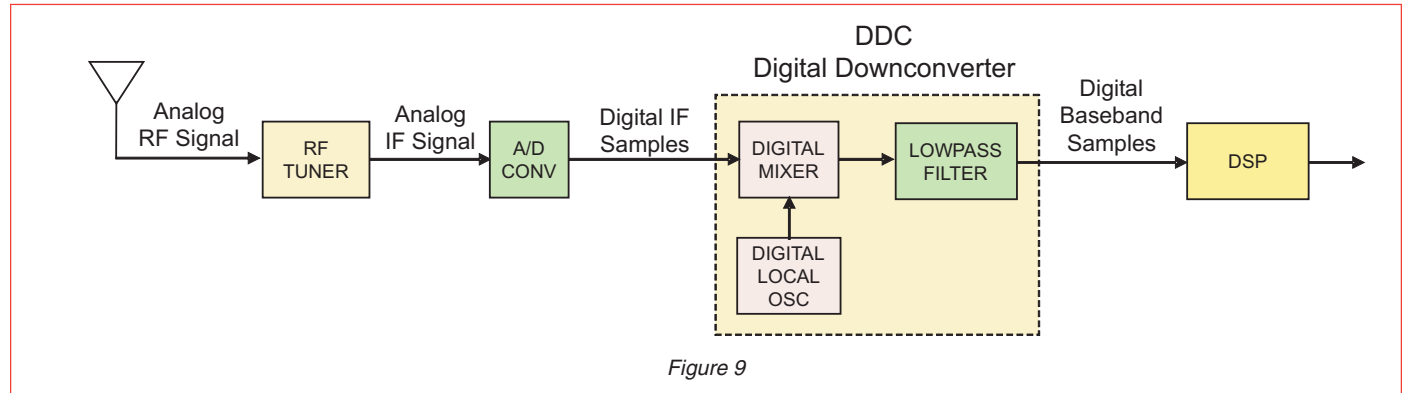 DDC
Digital Downconverter
Analog
RF Signal
RF
TUNER
Analog
IF Signal
A/D
CONV
Digital IF
Samples
DIGITAL
MIXER
DIGITAL
LOCAL
OSC
LOWPASS
FILTER
Digital
Baseband
Samples
DSP
Figure 9